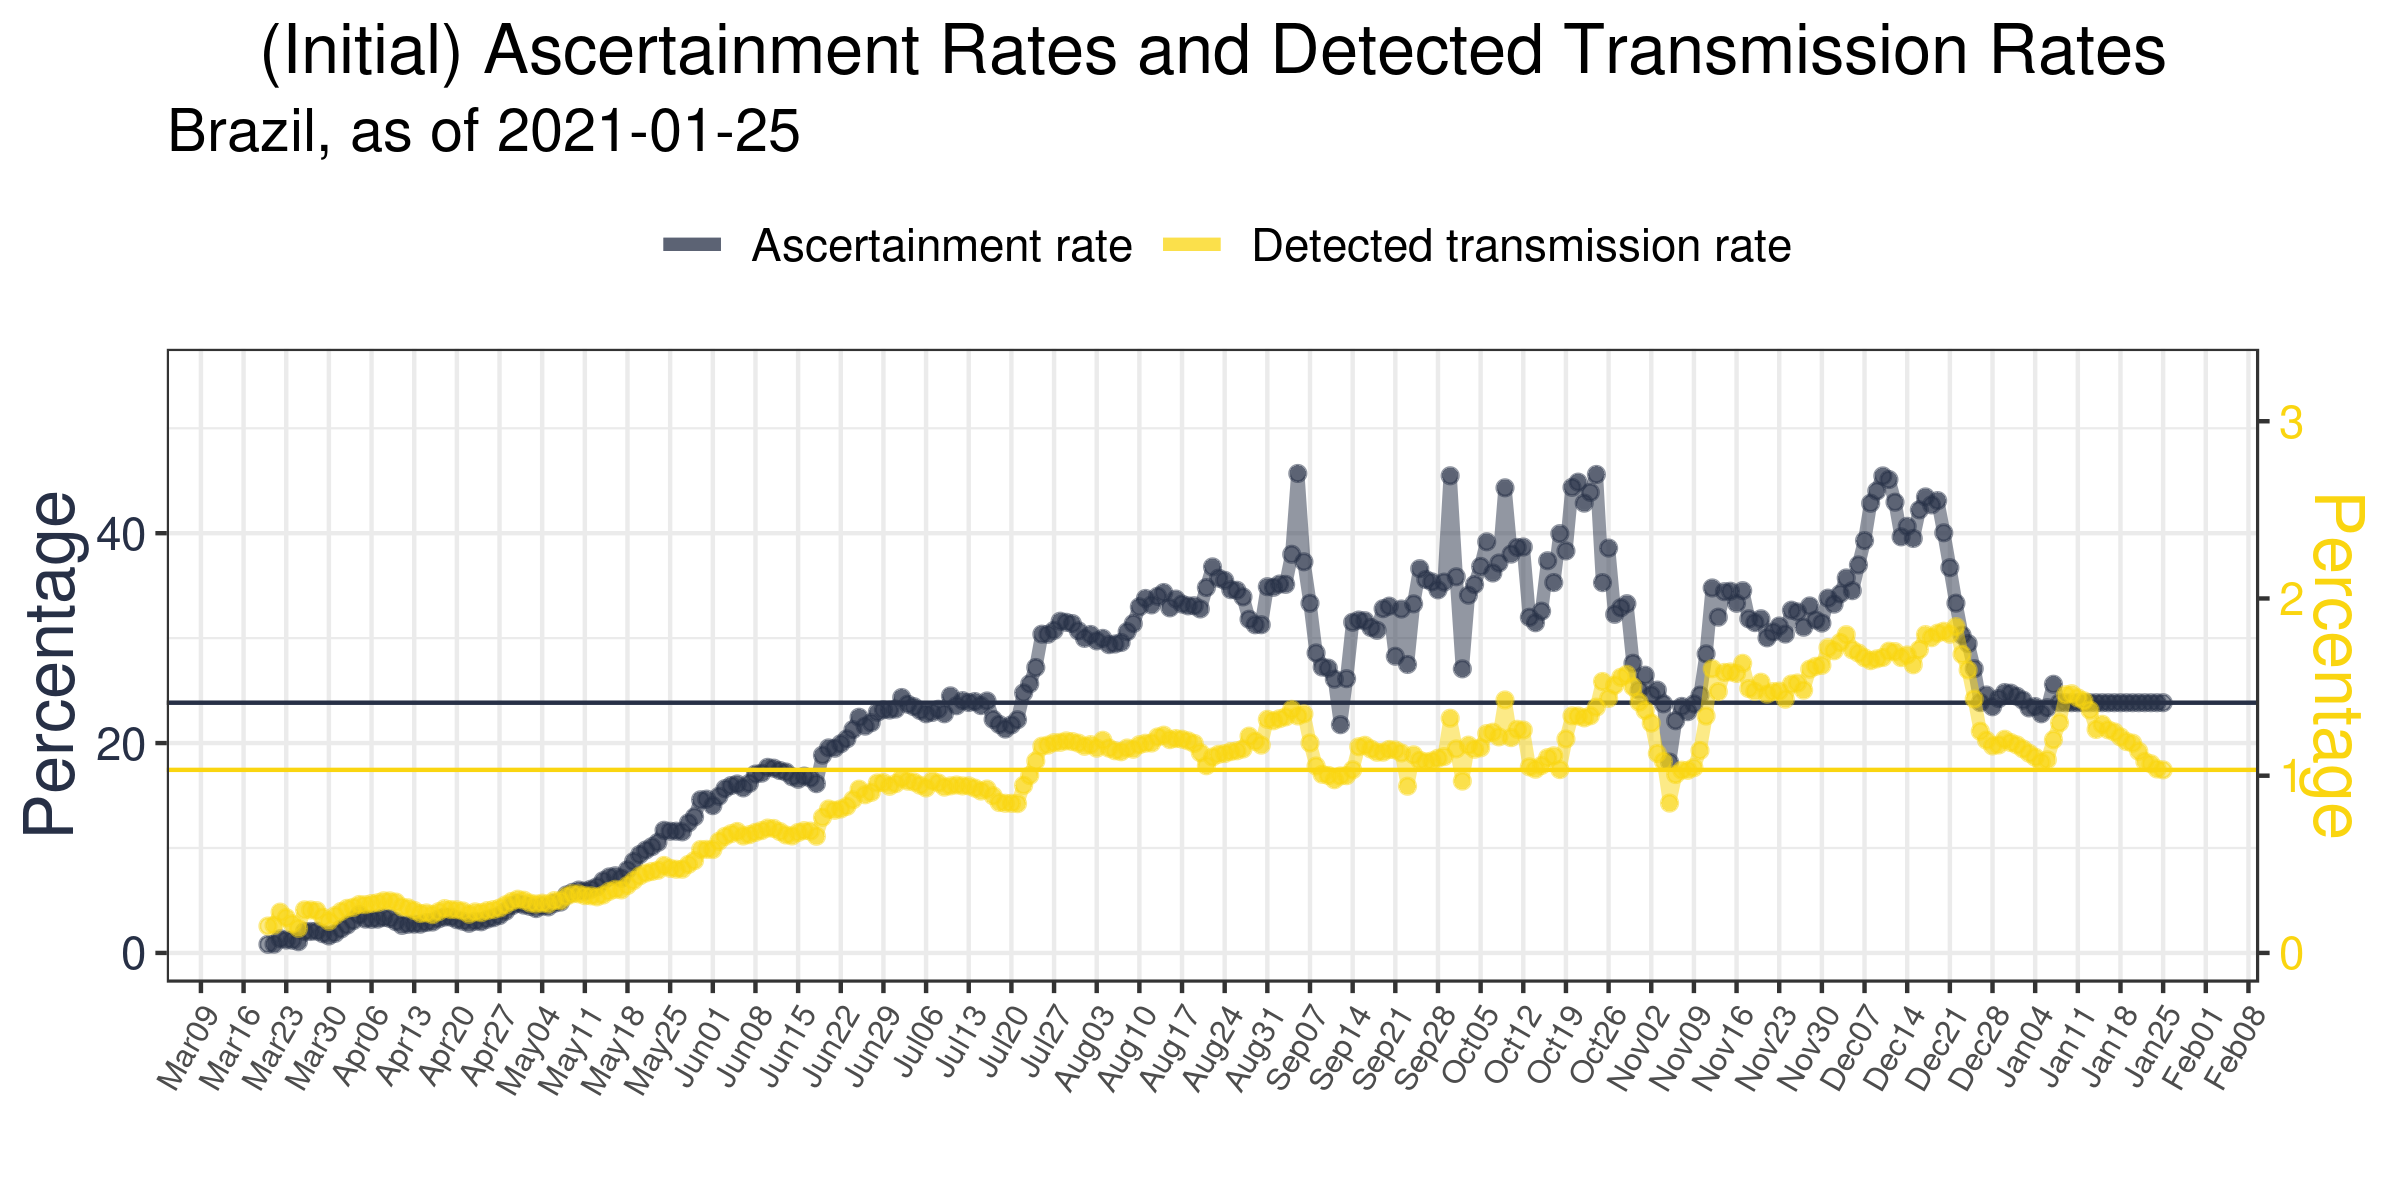 (Initial) Ascertainment Rates and Detected Transmission Rates
Brazil, as of 2021-01-25
Ascertainment rate
Detected transmission rate
Percentage
40
20
0
3
2
1
0
Percentage
Mar09
Mar16
Mar23
Mar30
Apr06
Apr13
Apr20
Apr27
May04
May11
May18
May25
Jun01
Jun08
Jun15
Jun22
Jun29
Jul06
Jul13
Jul20
Jul27
Aug03
Aug10
Aug17
Aug24
Aug31
Sep07
Sep14
Sep21
Sep28
Oct05
Oct12
Oct19
Oct26
Nov02
Nov09
Nov16
Nov23
Nov30
Dec07
Dec14
Dec21
Dec28
Jan04
Jan11
Jan18
Jan25
Feb01
Feb08